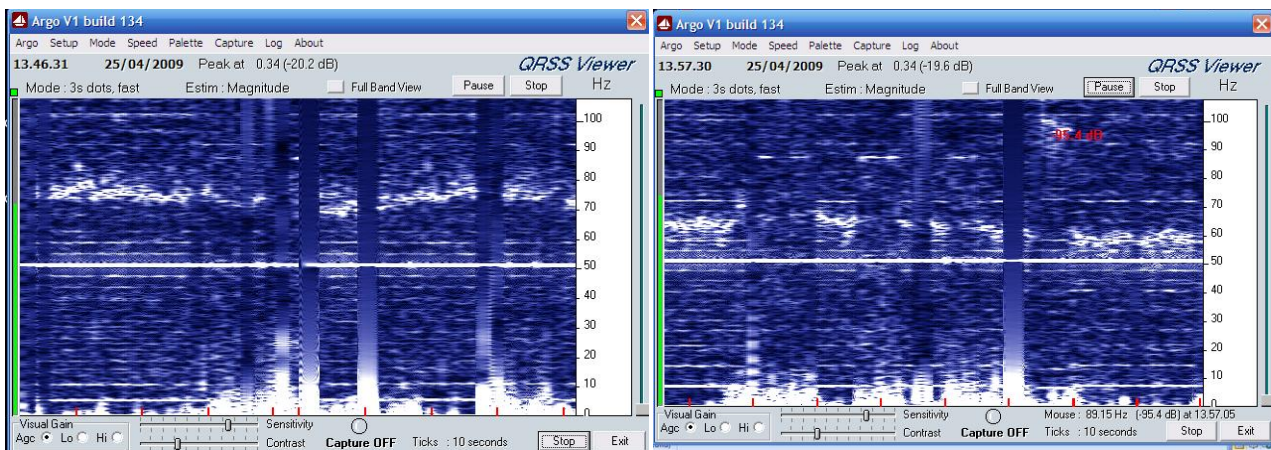 Argo V1 build 134
Argo Setup Mode Speed Palette Capture Log About
13.46.31 25/04/2009 Peak at 0.34 (-20.2 dB) QRSS Viewer
Mode : 3s dots, fast Estim : Magnitude Full Band View Pause Stop Hz
100
90
80
70
60
50
40
30
20
10
0
Visual Gain
Agc Lo Hi
Sensitivity
Contrast Capture OFF Ticks : 10 seconds Stop Exit
Argo V1 build 134
Argo Setup Mode Speed Palette Capture Log About
13.57.30 25/04/2009 Peak at 0.34 (-19.6 dB) QRSS Viewer
Mode : 3s dots, fast Estim : Magnitude Full Band View Pause Stop Hz
-95.4 dB
100
90
80
70
60
50
40
30
20
10
0
Visual Gain
Agc Lo Hi
Sensitivity Mouse : 89.15 Hz (-95.4 dB) at 13.57.05
Contrast Capture OFF Ticks : 10 seconds Stop Exit